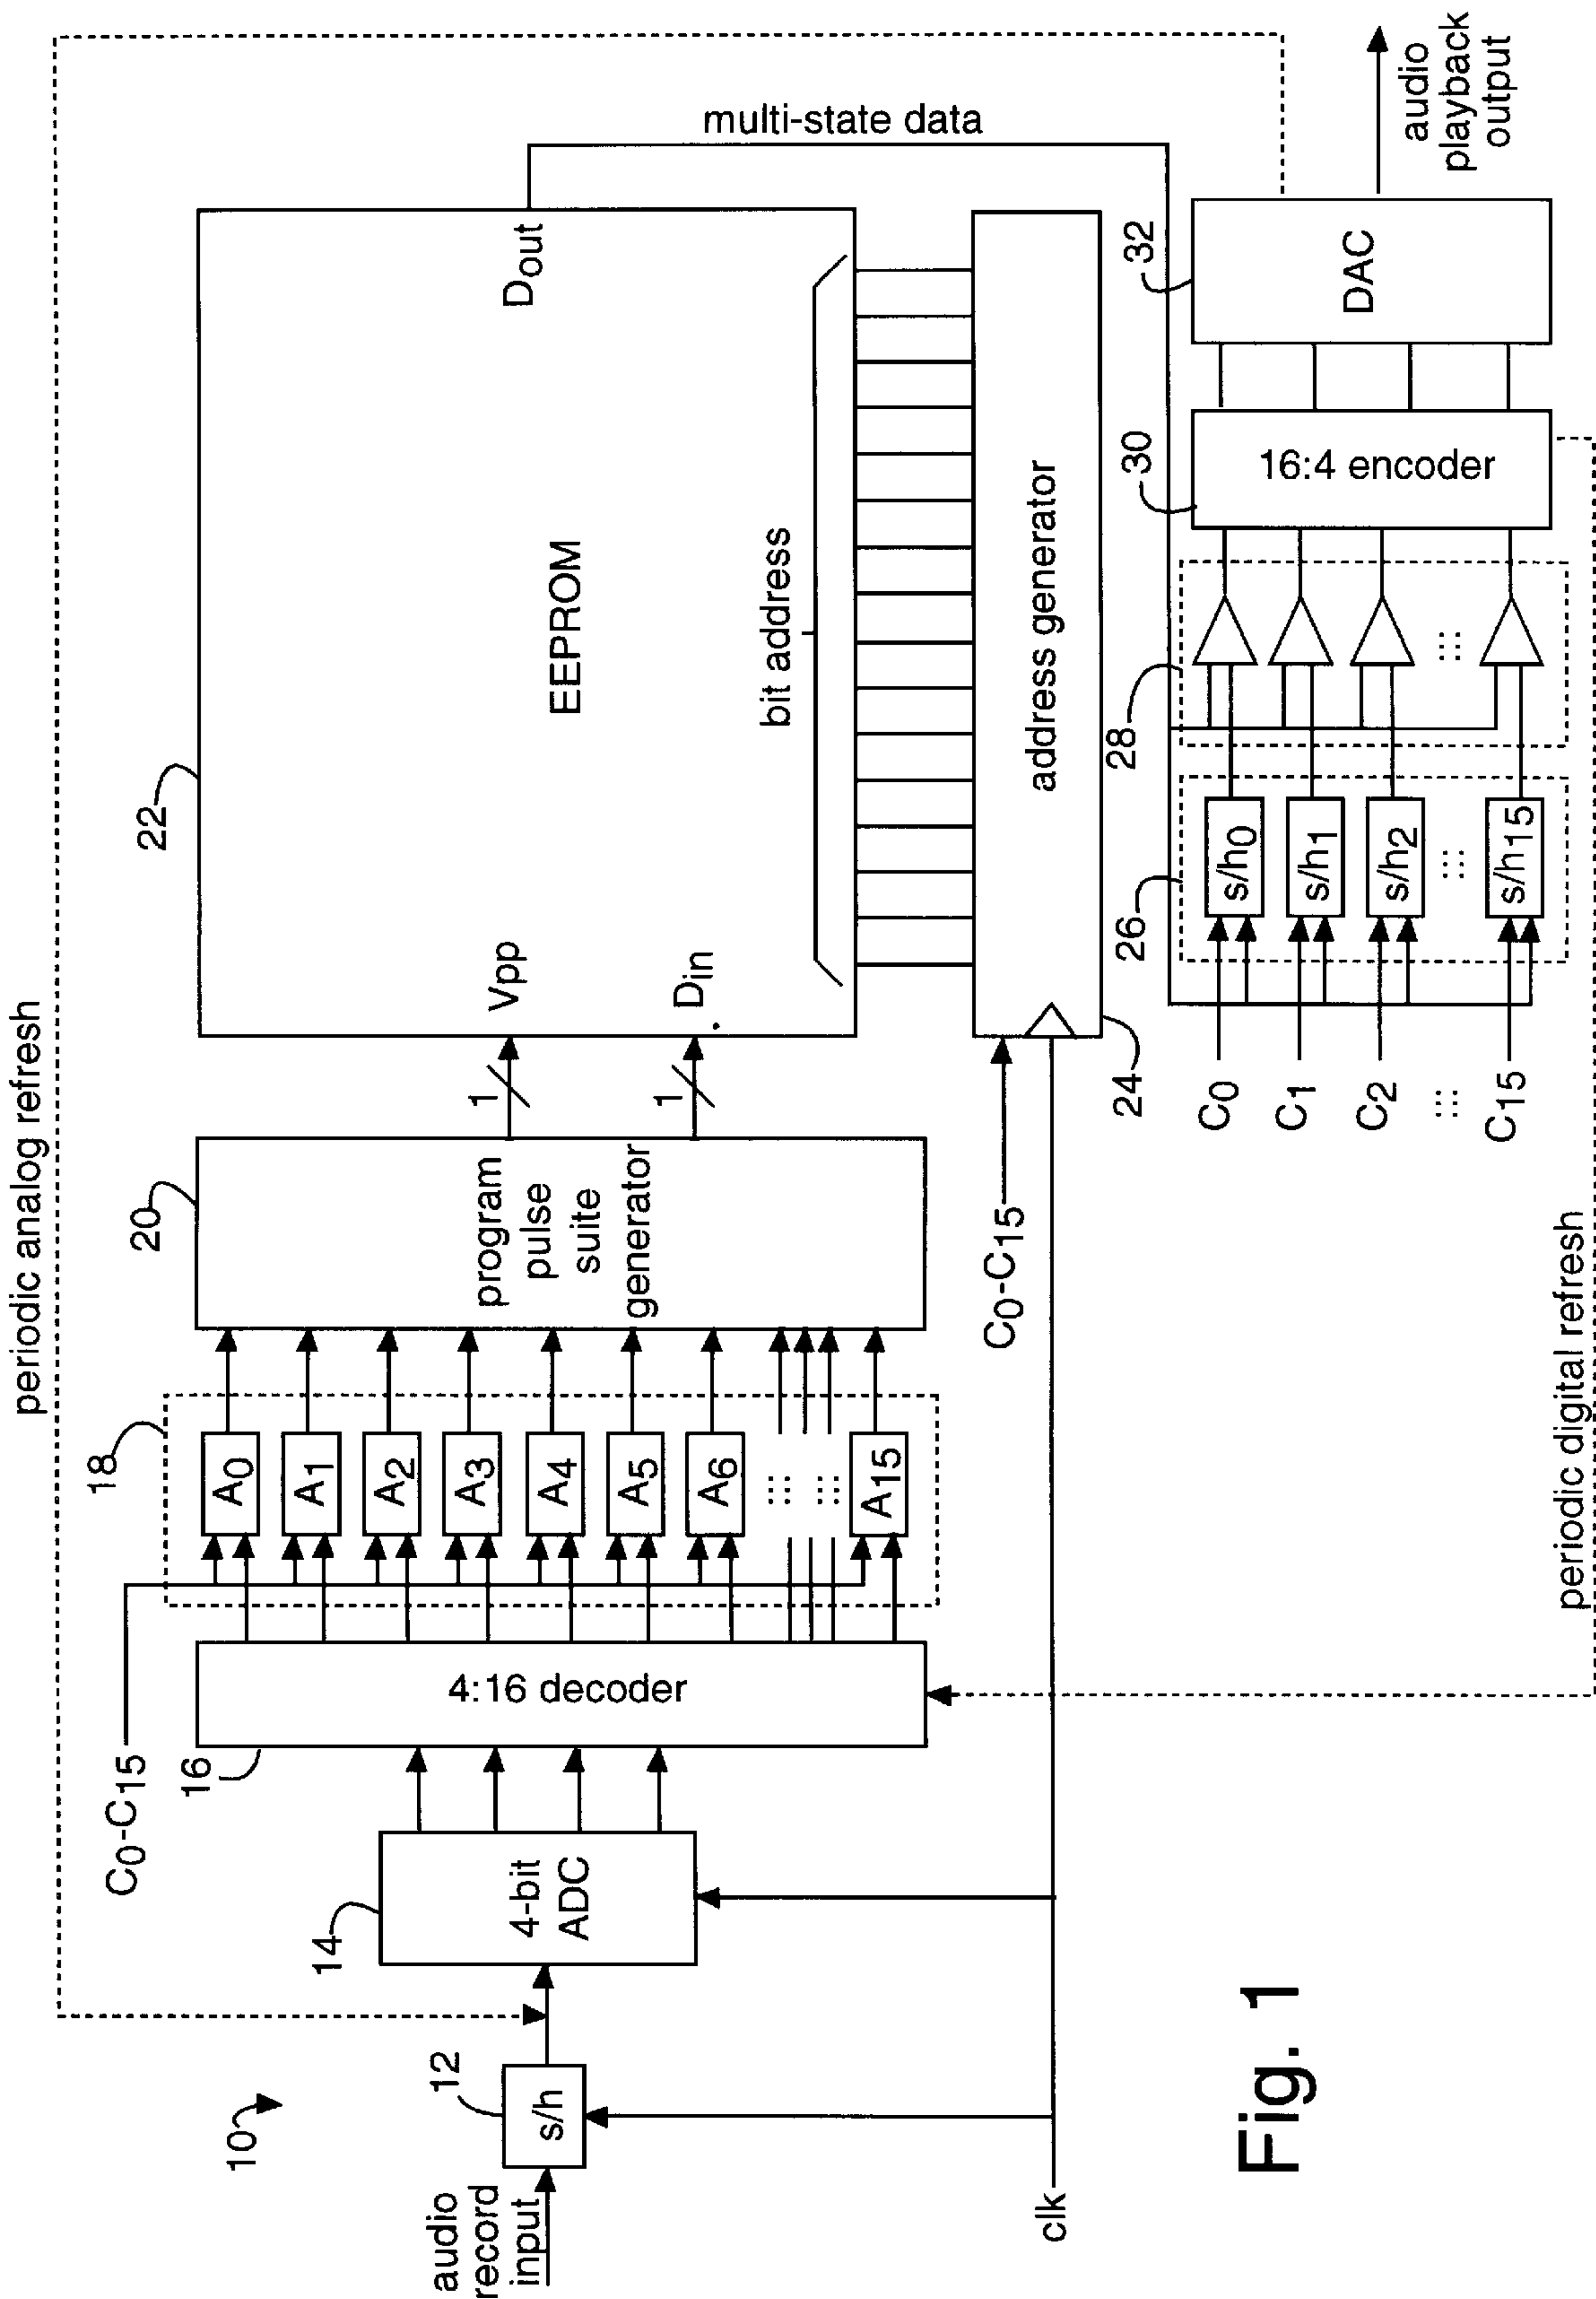 periodic analog refresh
10
audio
record
input
12
s/h
14
4-bit
ADC
C0-C15
16
4:16 decoder
18
A0
A1
A2
A3
A4
A5
A6
A15
20
program
pulse
suite
generator
1
1
22
Vpp
Din
EEPROM
Dout
bit address
multi-state data
clk
C0-C15
24
address generator
C0
C1
C2
C15
26
s/h0
s/h1
s/h2
s/h15
28
30
16:4 encoder
32
DAC
audio
playback
output
periodic digital refresh
Fig. 1